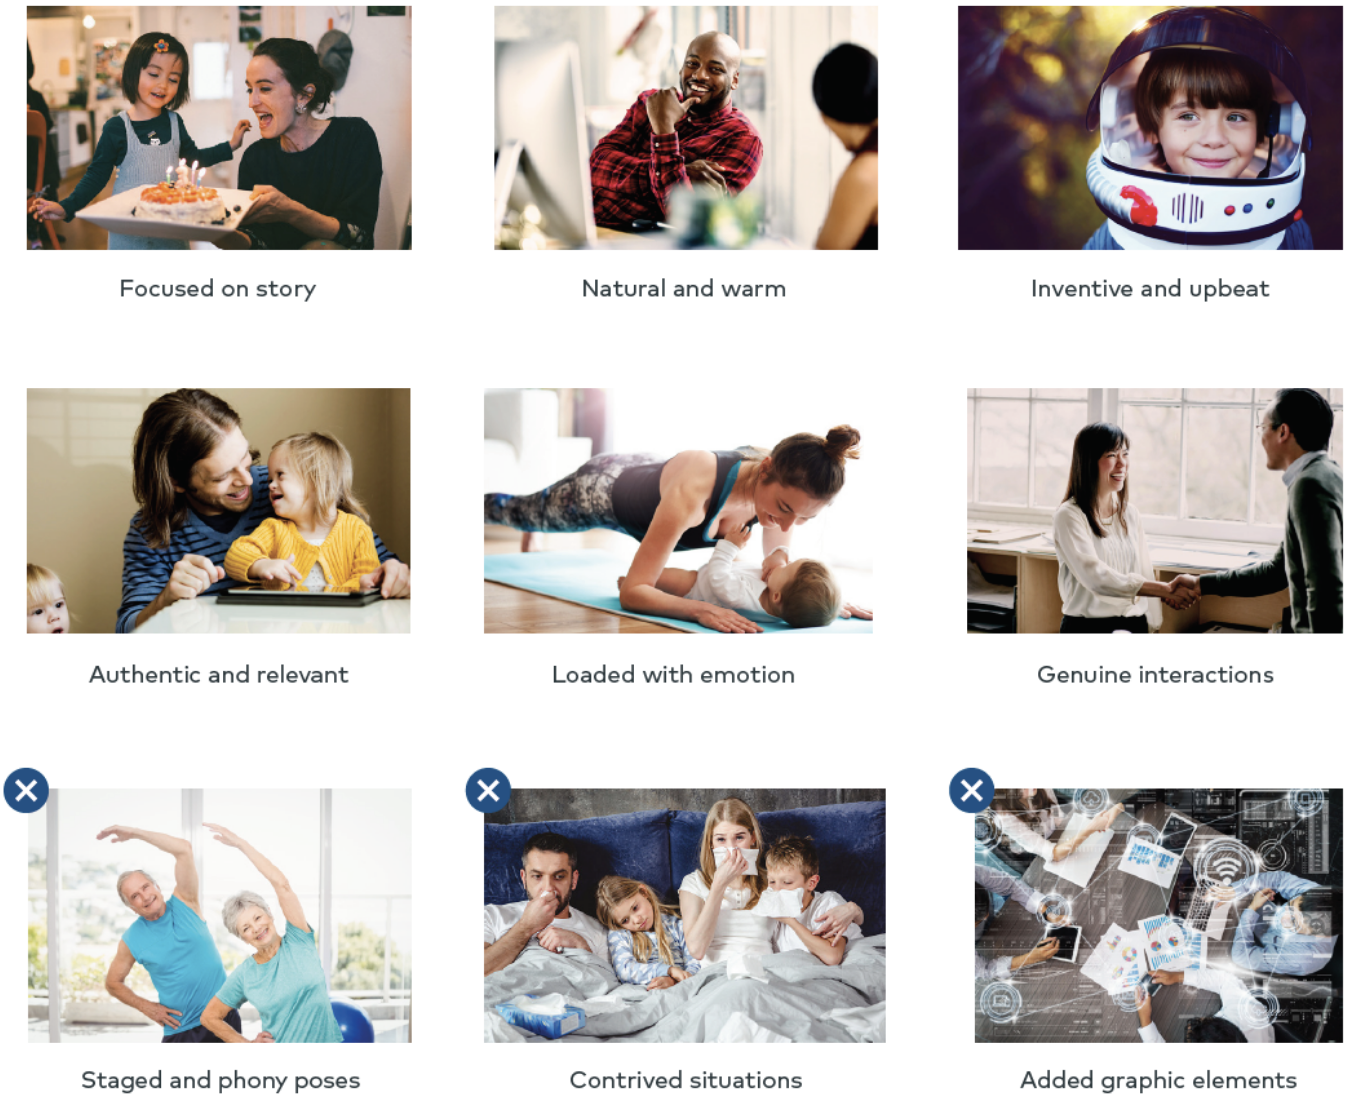 Focused on story
Natural and warm
Inventive and upbeat
Authentic and relevant
Loaded with emotion
Genuine interactions
Staged and phony poses
Contrived situations
Added graphic elements